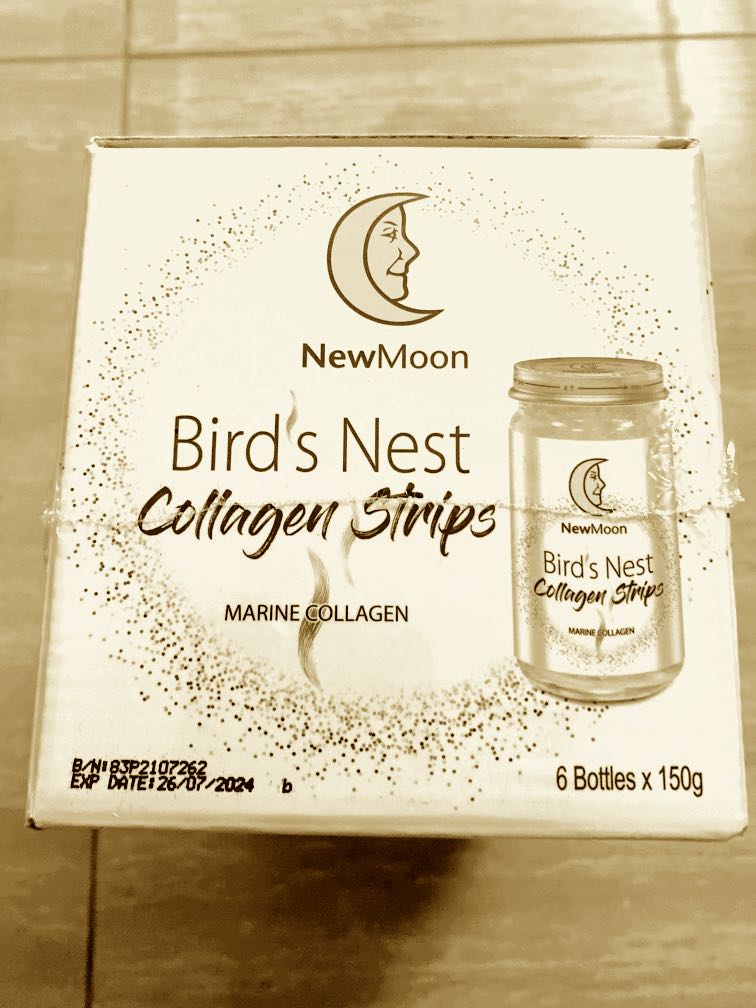 NewMoon
Bird's Nest
Collagen Strips
MARINE COLLAGEN
NewMoon
Bird's Nest
Collagen Strips
MARINE COLLAGEN
B/N:83P2107262
EXP DATE:26/07/2024 b
6 Bottles x 150g